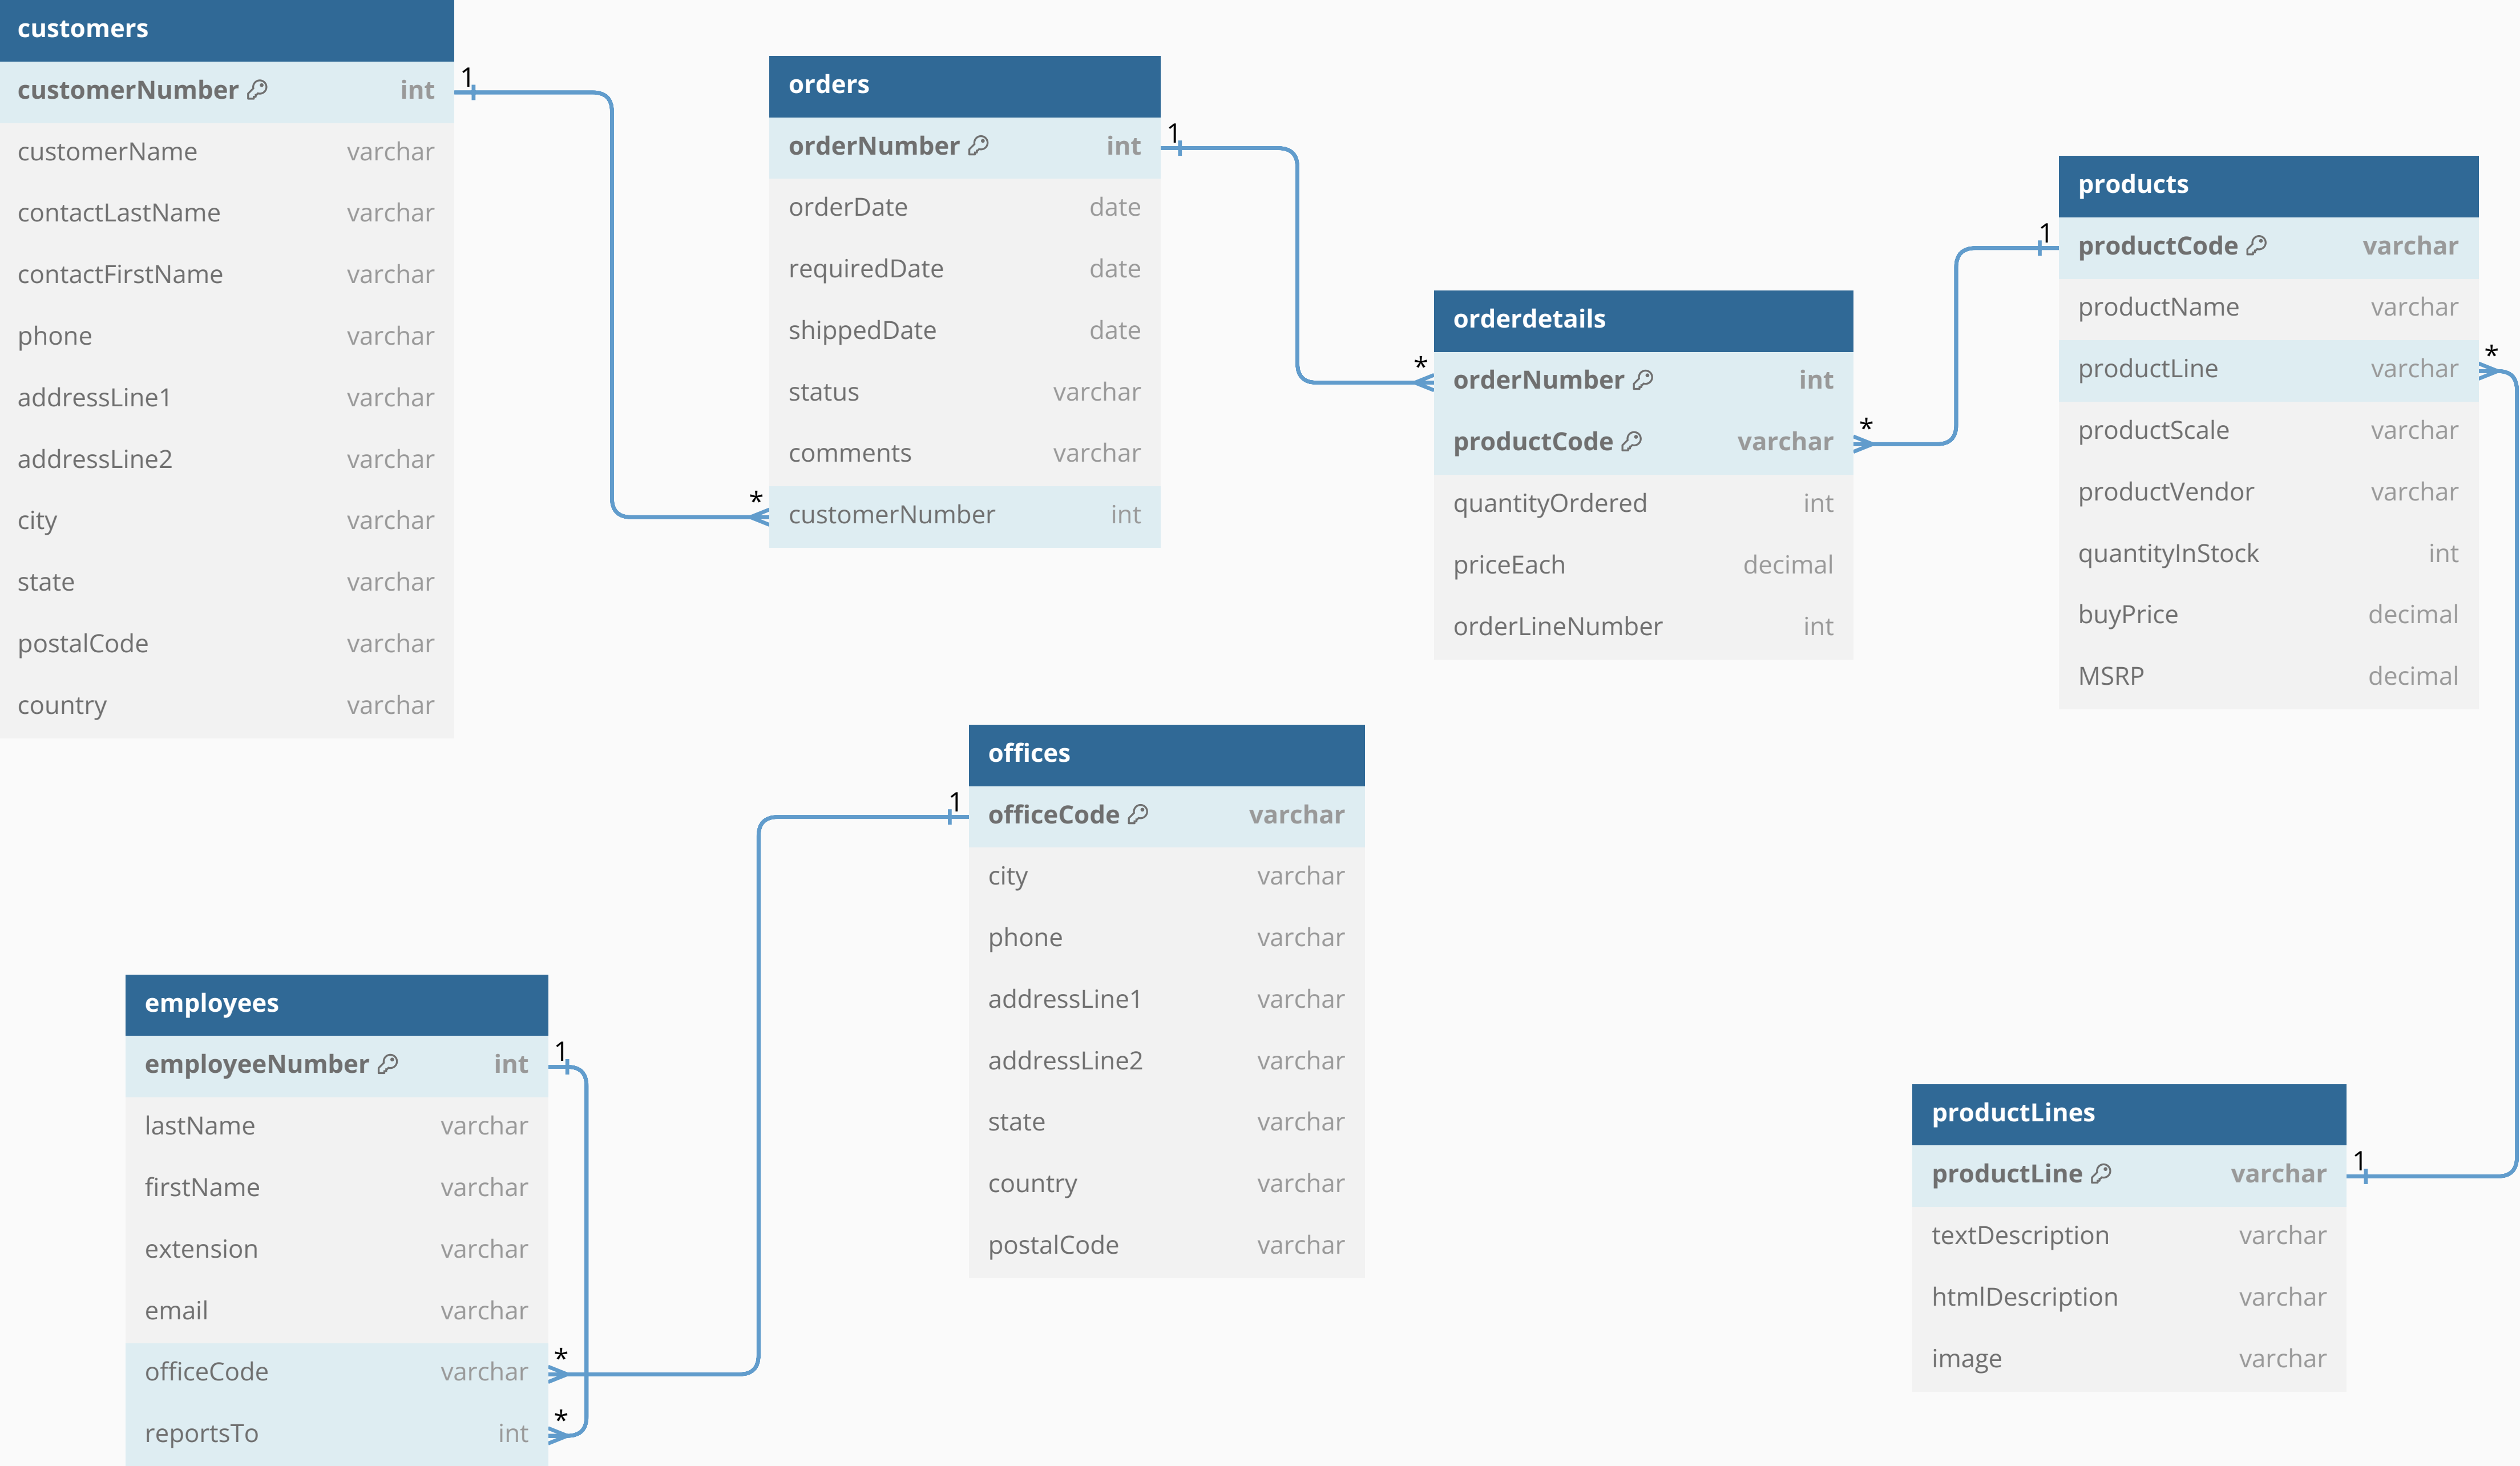 customers
customerNumber int
customerName varchar
contactLastName varchar
contactFirstName varchar
phone varchar
addressLine1 varchar
addressLine2 varchar
city varchar
state varchar
postalCode varchar
country varchar
1
*
orders
orderNumber int
orderDate date
requiredDate date
shippedDate date
status varchar
comments varchar
customerNumber int
1
*
orderdetails
orderNumber int
productCode varchar
quantityOrdered int
priceEach decimal
orderLineNumber int
*
1
products
productCode varchar
productName varchar
productLine varchar
productScale varchar
productVendor varchar
quantityInStock int
buyPrice decimal
MSRP decimal
*
offices
officeCode varchar
city varchar
phone varchar
addressLine1 varchar
addressLine2 varchar
state varchar
country varchar
postalCode varchar
1
employees
employeeNumber int
lastName varchar
firstName varchar
extension varchar
email varchar
officeCode varchar
reportsTo int
1
*
*
productLines
productLine varchar
textDescription varchar
htmlDescription varchar
image varchar
1